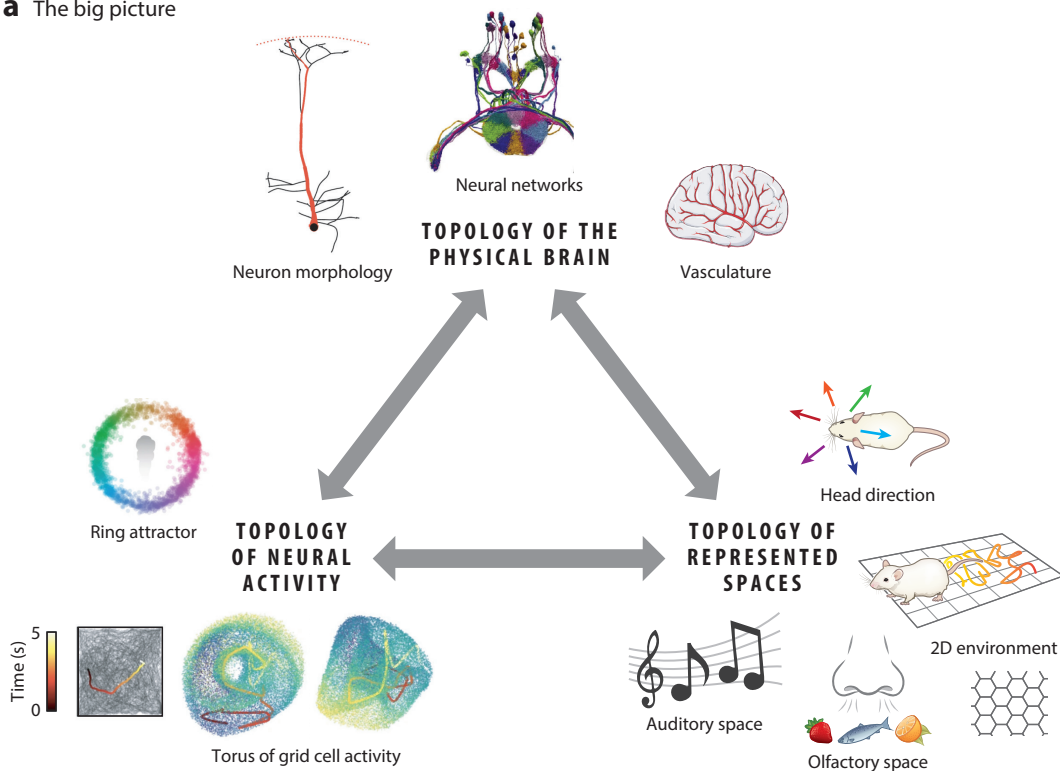 a The big picture
Neural networks
TOPOLOGY OF THE
PHYSICAL BRAIN
Neuron morphology
Vasculature
Ring attractor
Head direction
TOPOLOGY
OF NEURAL
ACTIVITY
TOPOLOGY OF
REPRESENTED
SPACES
Time (s)
5
0
Torus of grid cell activity
2D environment
Auditory space
Olfactory space